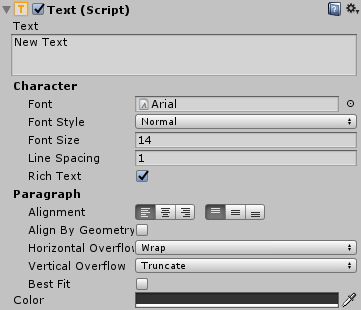 Text (Script)
Text
New Text
Character
Font Arial
Font Style Normal
Font Size 14
Line Spacing 1
Rich Text
Paragraph
Alignment
Align By Geometry
Horizontal Overflow Wrap
Vertical Overflow Truncate
Best Fit
Color